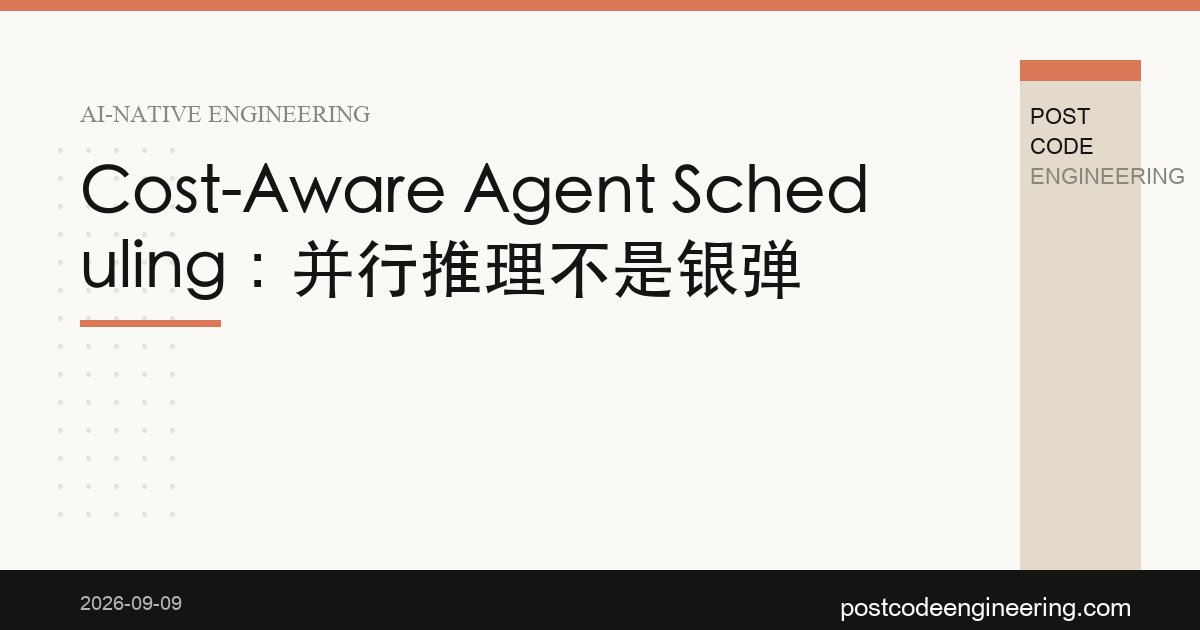 AI-NATIVE ENGINEERING
Cost-Aware Agent Sched
uling：并行推理不是银弹
POST
CODE
ENGINEERING
2026-09-09
postcodeengineering.com